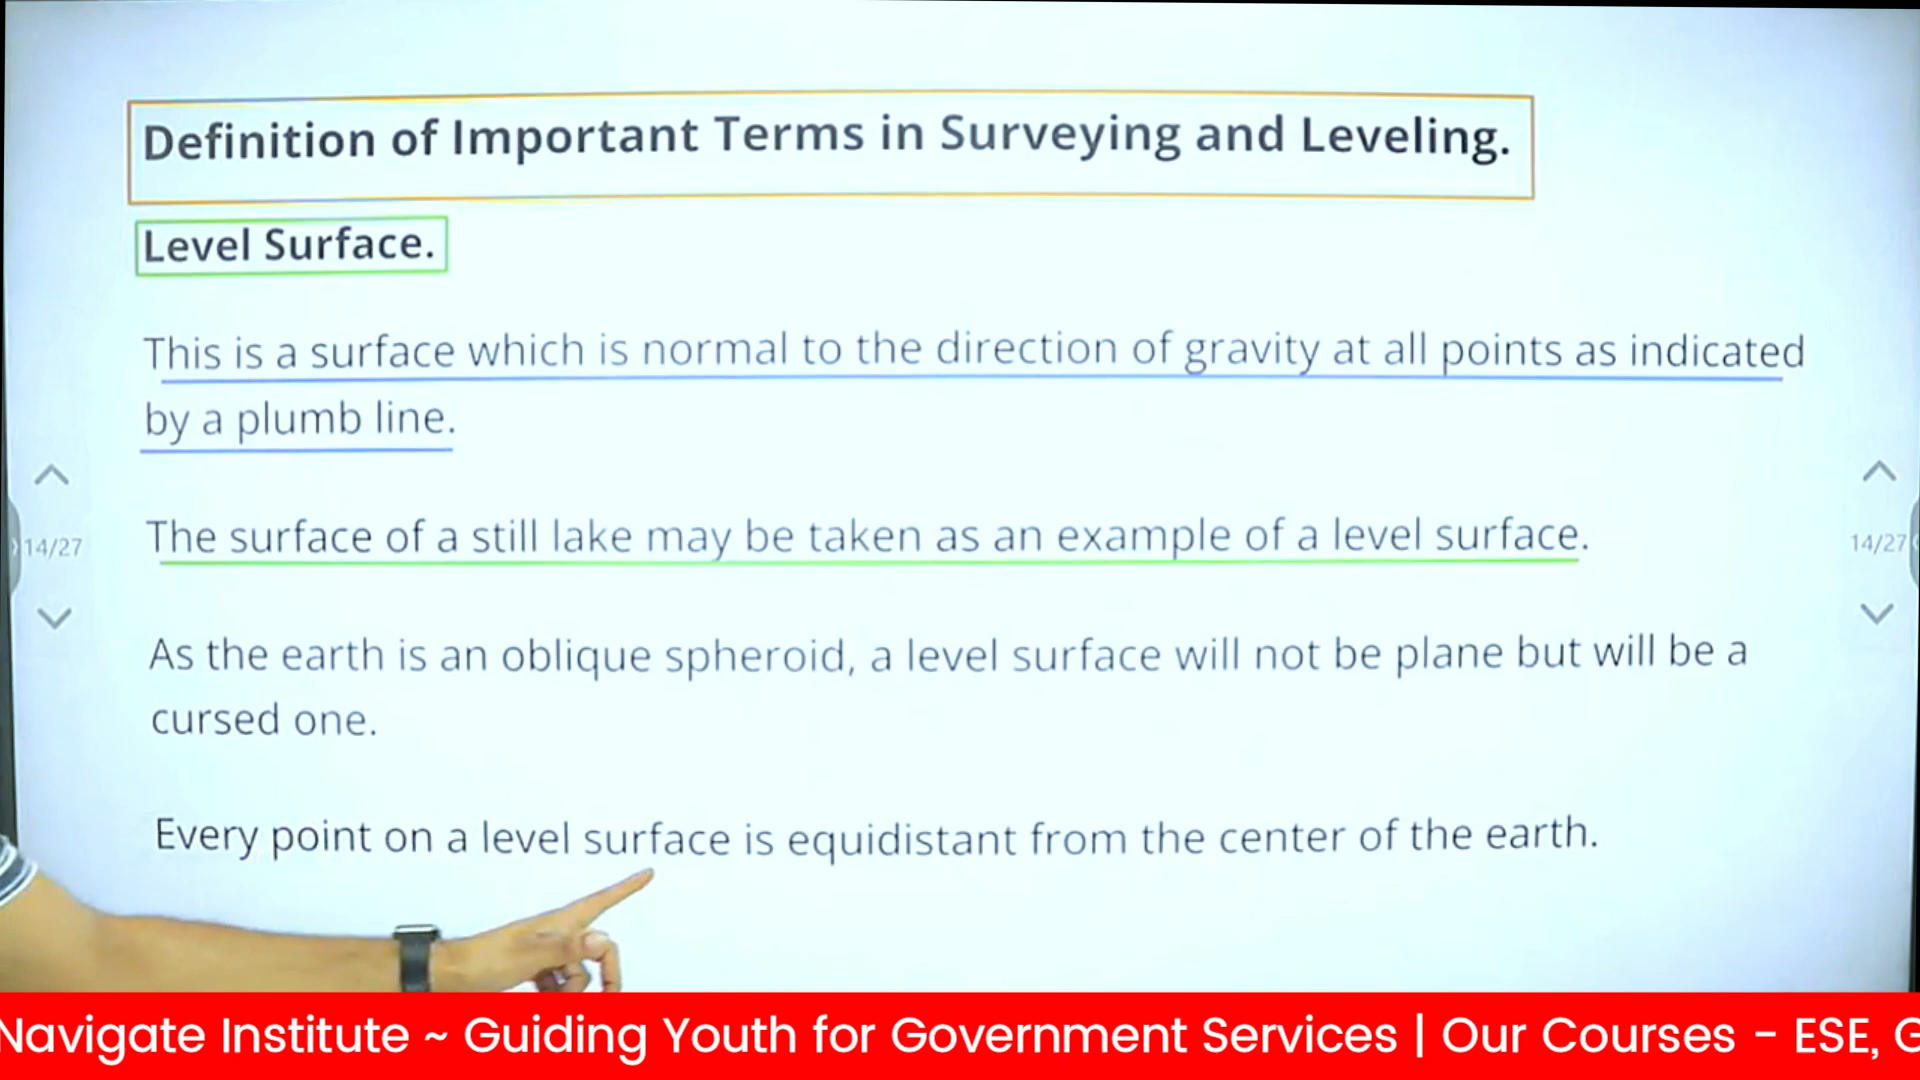 Definition of Important Terms in Surveying and Leveling.
Level Surface.
This is a surface which is normal to the direction of gravity at all points as indicated
by a plumb line.
The surface of a still lake may be taken as an example of a level surface.
14/27
14/27
As the earth is an oblique spheroid, a level surface will not be plane but will be a
cursed one.
Every point on a level surface is equidistant from the center of the earth.
Navigate Institute ~ Guiding Youth for Government Services | Our Courses - ESE, G